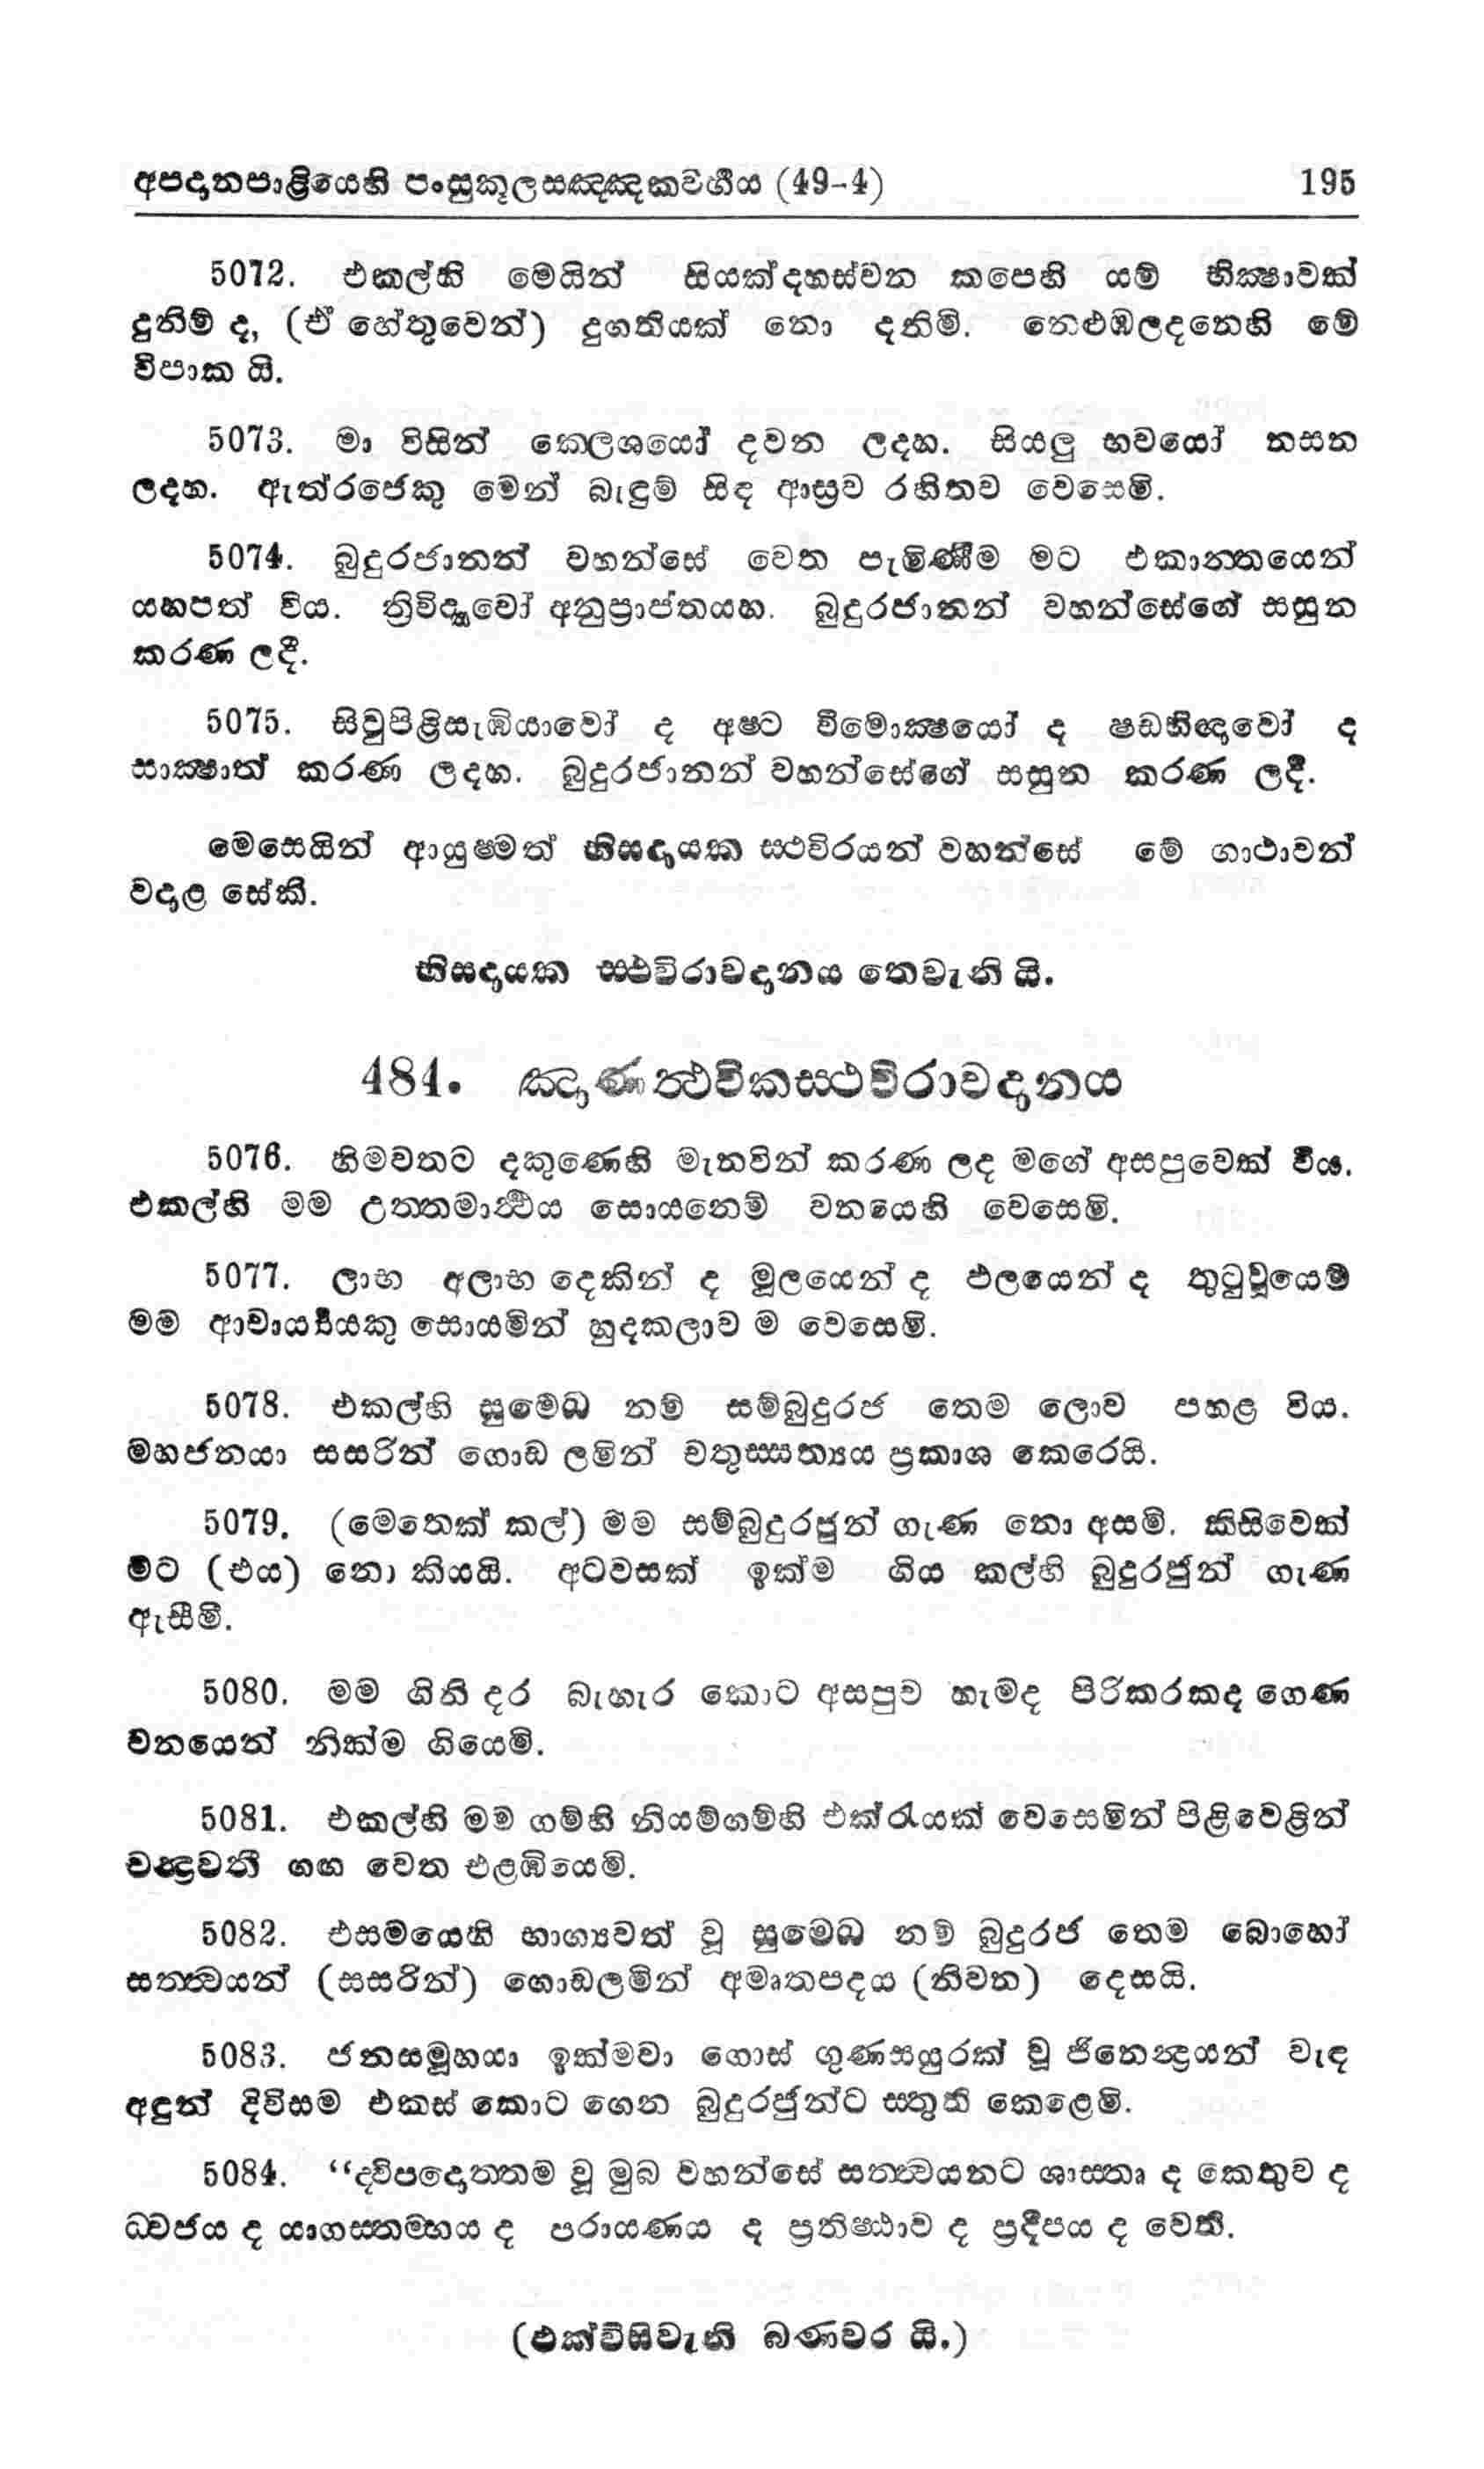 අපදානපාළියෙහි පංසුකූලසඤ්ඤකවර්ගය (49-4) 195
5072. එකල්හි මෙයින් සියක්දහස්වන කපෙහි යම් භික්ෂාවක්
දුනිම් ද, (ඒ හේතුවෙන්) දුගතියක් නො දනිමි. නෙළුඹලදනෙහි මේ
විපාක යි.
5073. මා විසින් කෙලශයෝ දවන ලදහ. සියලු භවයෝ නසන
ලදහ. ඇත්රජෙකු මෙන් බැඳුම් සිඳ ආස්‍රව රහිතව වෙසෙමි.
5074. බුදුරජානන් වහන්සේ වෙත පැමිණීම මට එකාන්තයෙන්
යහපත් විය. ත්‍රිවිද්‍යාවෝ අනුප්‍රාප්තයහ. බුදුරජානන් වහන්සේගේ සසුන
කරණ ලදී.
5075. සිවුපිළිසැඹියාවෝ ද අෂ්ට විමොක්ෂයෝ ද ෂඩභිඥාවෝ ද
සාක්ෂාත් කරණ ලදහ. බුදුරජානන් වහන්සේගේ සසුන කරණ ලදී.
මෙසෙයින් ආයුෂ්මත් භිසදායක ස්ථවිරයන් වහන්සේ මේ ගාථාවන්
වදාළ සේකි.
භිසදායක ස්ථවිරාවදානය තෙවැනි යි.
484. ඤාණත්ථවිකස්ථවිරාවදානය
5076. හිමවතට දකුණෙහි මැනවින් කරණ ලද මගේ අසපුවෙක් විය.
එකල්හි මම උත්තමාර්ථය සොයනෙම් වනයෙහි වෙසෙමි.
5077. ලාභ අලාභ දෙකින් ද මූලයෙන් ද ඵලයෙන් ද තුටුවූයෙම්
මම ආචාර්‍ය්‍යයකු සොයමින් හුදකලාව ම වෙසෙමි.
5078. එකල්හි සුමෙධ නම් සම්බුදුරජ තෙම ලොව පහළ විය.
මහජනයා සසරින් ගොඩ ලමින් චතුස්සත්‍යය ප්‍රකාශ කෙරෙයි.
5079. (මෙතෙක් කල්) මම සම්බුදුරජුන් ගැණ නො අසමි. කිසිවෙක්
මට (එය) නො කියයි. අටවසක් ඉක්ම ගිය කල්හි බුදුරජුන් ගැණ
ඇසීමි.
5080. මම ගිනි දර බැහැර කොට අසපුව හැමද පිරිකරකද ගෙණ
වනයෙන් නික්ම ගියෙමි.
5081. එකල්හි මම ගම්හි නියම්ගම්හි එක්රැයක් වෙසෙමින් පිළිවෙළින්
චන්‍ද්‍රවතී ගඟ වෙත එළඹියෙමි.
5082. එසමයෙහි භාග්‍යවත් වූ සුමෙධ නම් බුදුරජ තෙම බොහෝ
සත්ත්වයන් (සසරින්) ගොඩලමින් අමෘතපදය (නිවන) දෙසයි.
5083. ජනසමූහයා ඉක්මවා ගොස් ගුණසයුරක් වූ ජිනෙන්‍ද්‍රයන් වැඳ
අඳුන් දිවිසම එකස් කොට ගෙන බුදුරජුන්ට ස්තුති කෙළෙමි.
5084. “ද්විපදොත්තම වූ මුබ වහන්සේ සත්ත්වයනට ශාස්තෘ ද කෙතුව ද
ධ්වජය ද යාගස්තම්භය ද පරායණය ද ප්‍රතිෂ්ඨාව ද ප්‍රදීපය ද වෙති.
(එක්විසිවැනි බණවර යි.)